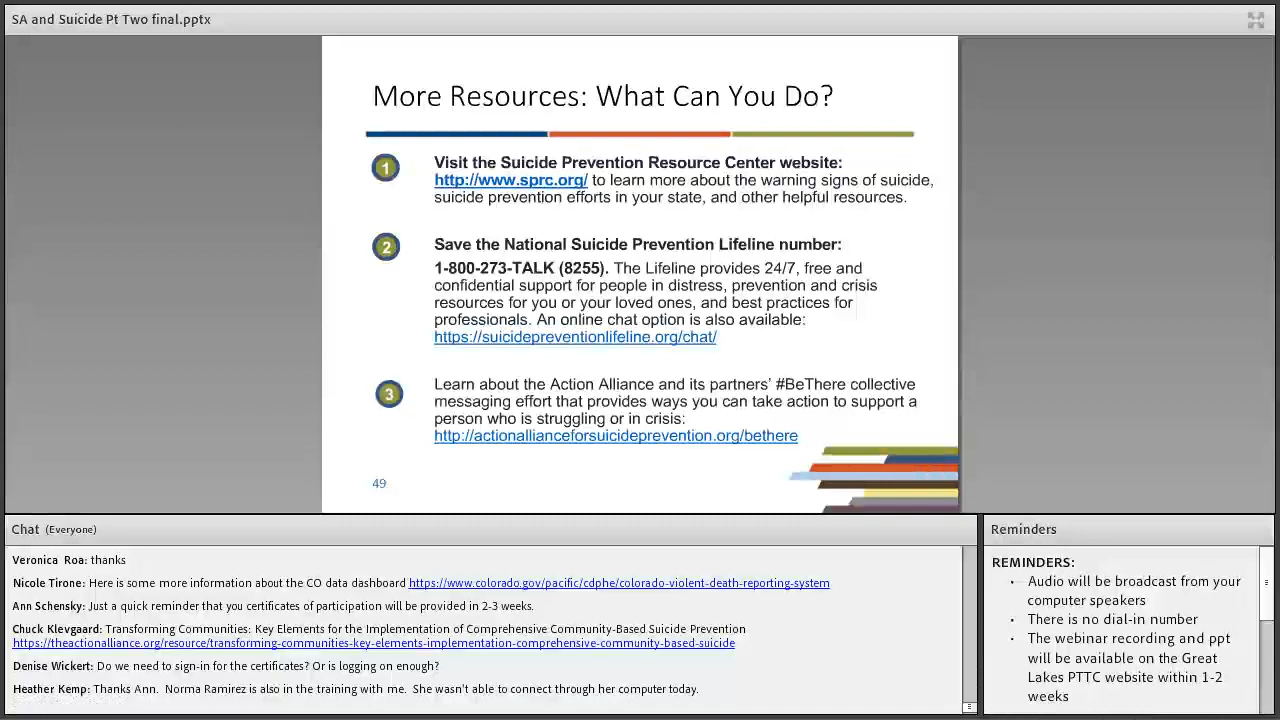 SA and Suicide Pt Two final.pptx
More Resources: What Can You Do?
1
Visit the Suicide Prevention Resource Center website:
http://www.sprc.org/ to learn more about the warning signs of suicide,
suicide prevention efforts in your state, and other helpful resources.
2
Save the National Suicide Prevention Lifeline number:
1-800-273-TALK (8255). The Lifeline provides 24/7, free and
confidential support for people in distress, prevention and crisis
resources for you or your loved ones, and best practices for
professionals. An online chat option is also available:
https://suicidepreventionlifeline.org/chat/
3
Learn about the Action Alliance and its partners’ #BeThere collective
messaging effort that provides ways you can take action to support a
person who is struggling or in crisis:
http://actionallianceforsuicideprevention.org/bethere
49
Chat (Everyone)
Veronica Roa: thanks
Nicole Tirone: Here is some more information about the CO data dashboard https://www.colorado.gov/pacific/cdphe/colorado-violent-death-reporting-system
Ann Schensky: Just a quick reminder that you certificates of participation will be provided in 2-3 weeks.
Chuck Klevgaard: Transforming Communities: Key Elements for the Implementation of Comprehensive Community-Based Suicide Prevention
https://theactionalliance.org/resource/transforming-communities-key-elements-implementation-comprehensive-community-based-suicide
Denise Wickert: Do we need to sign-in for the certificates? Or is logging on enough?
Heather Kemp: Thanks Ann. Norma Ramirez is also in the training with me. She wasn't able to connect through her computer today.
Reminders
REMINDERS:
• Audio will be broadcast from your
computer speakers
• There is no dial-in number
• The webinar recording and ppt
will be available on the Great
Lakes PTTC website within 1-2
weeks